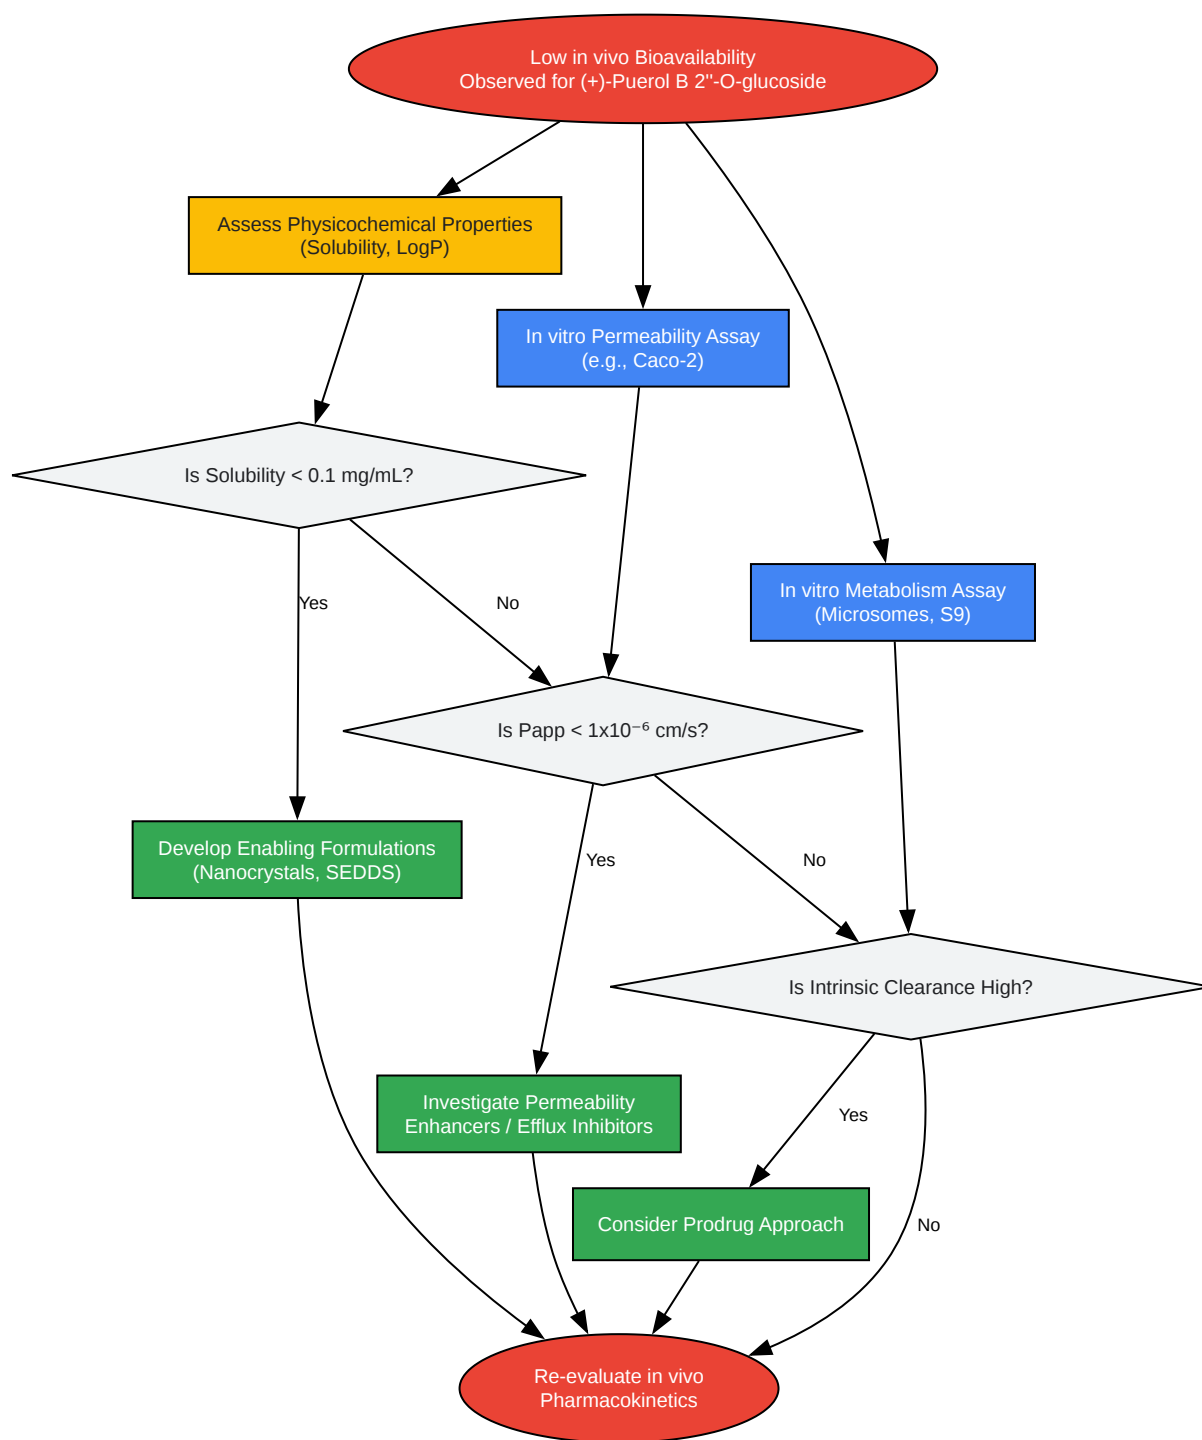 Low in vivo Bioavailability
Observed for (+)-Puerol B 2''-O-glucoside
Assess Physicochemical Properties
(Solubility, LogP)
In vitro Permeability Assay
(e.g., Caco-2)
Is Solubility < 0.1 mg/mL?
In vitro Metabolism Assay
(Microsomes, S9)
Yes
No
Is Papp < 1x10⁻⁶ cm/s?
Develop Enabling Formulations
(Nanocrystals, SEDDS)
Yes
No
Is Intrinsic Clearance High?
Investigate Permeability
Enhancers / Efflux Inhibitors
Yes
Consider Prodrug Approach
No
Re-evaluate in vivo
Pharmacokinetics